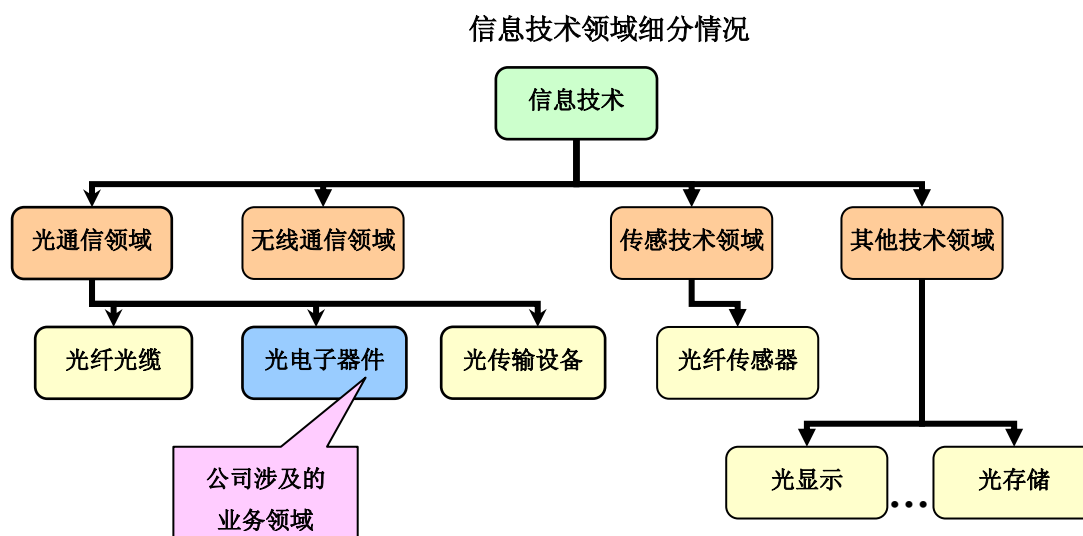 信息技术领域细分情况
信息技术
光通信领域
无线通信领域
传感技术领域
其他技术领域
光纤光缆
光电子器件
光传输设备
光纤传感器
公司涉及的
业务领域
光显示
…
光存储